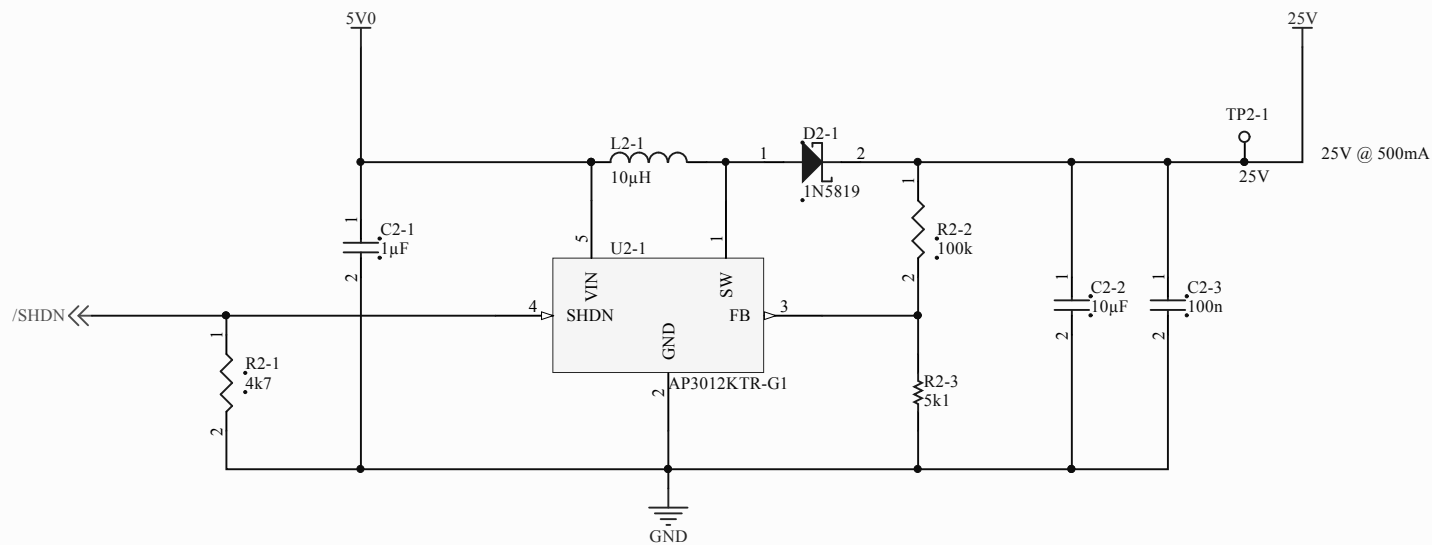 5V0
25V
TP2-1
L2-1
D2-1
1
2
10µH
1N5819
25V
25V @ 500mA
1
C2-1
1µF
2
5
U2-1
1
1
R2-2
100k
2
VIN
SW
/SHDN
4
SHDN
FB
3
GND
1
C2-2
10µF
2
1
C2-3
100n
2
1
R2-1
4k7
2
2
AP3012KTR-G1
R2-3
5k1
GND